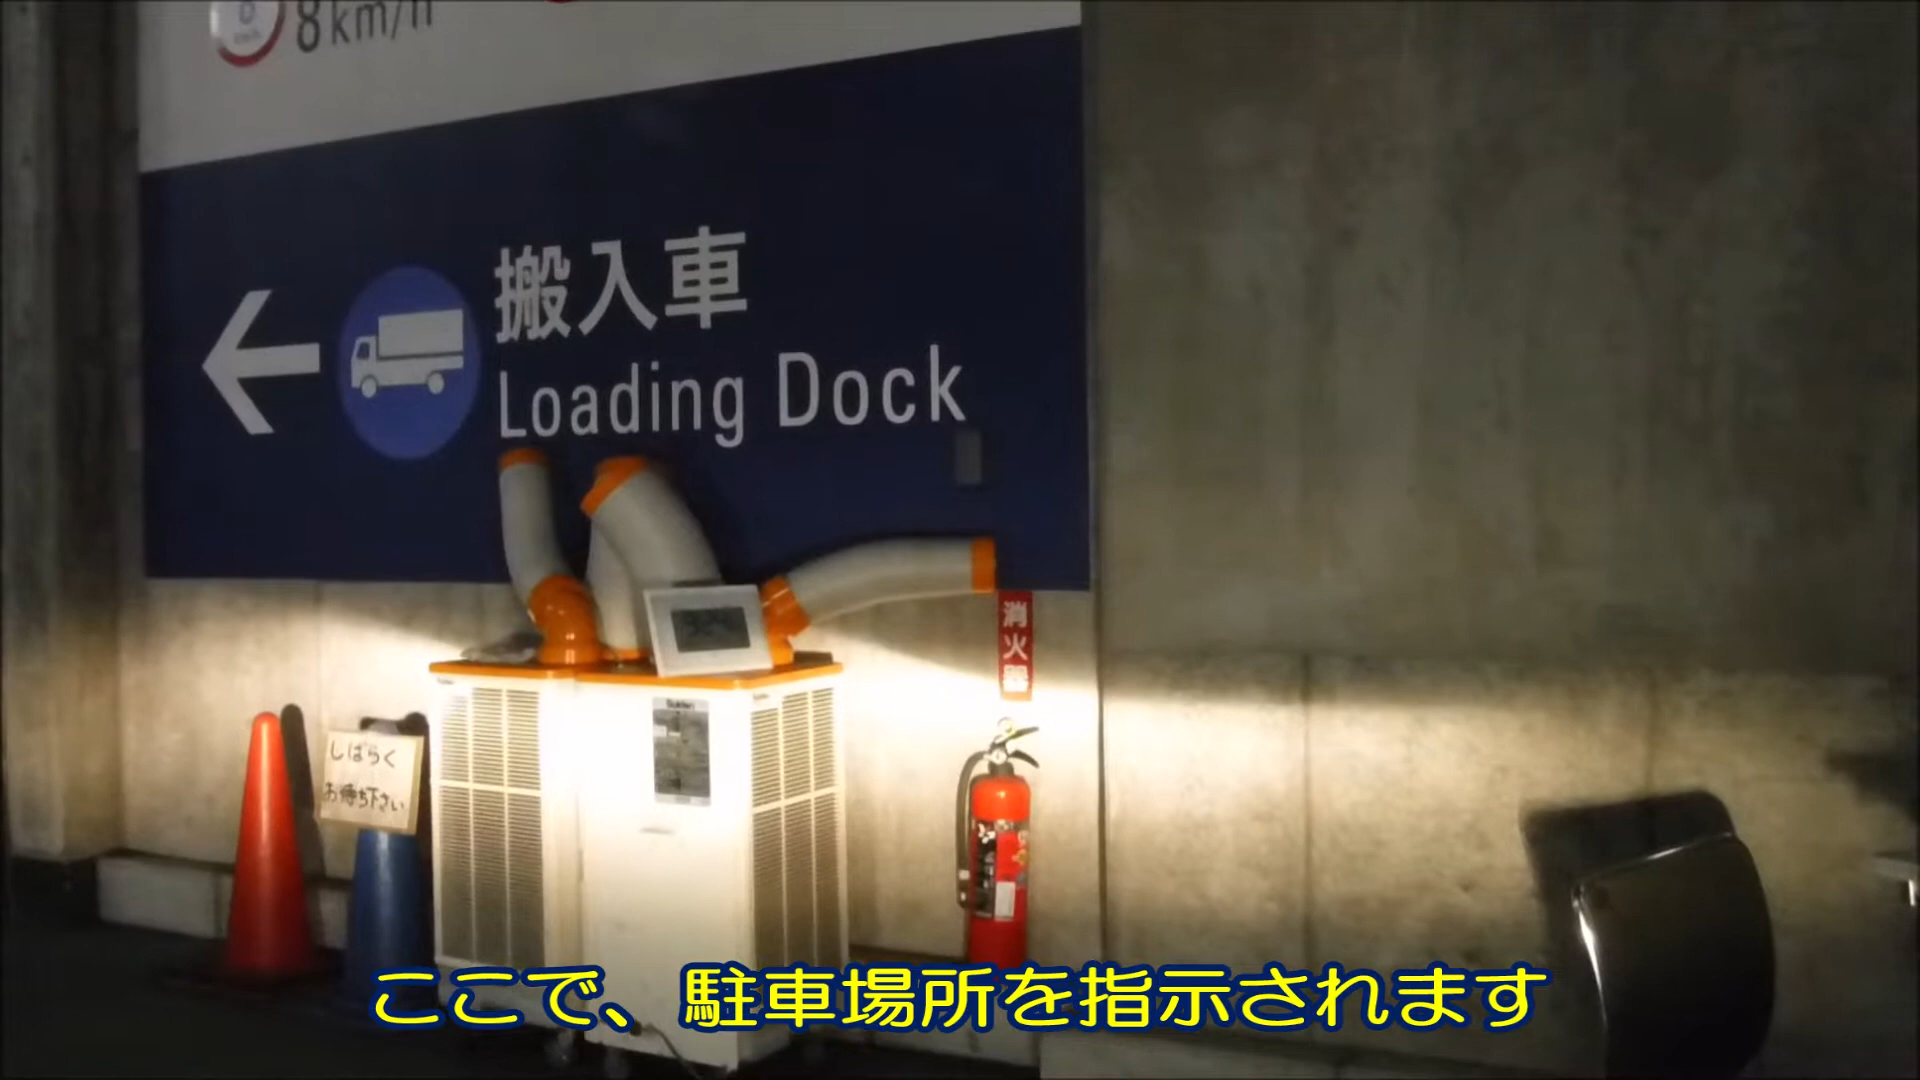 8km/h
搬入車
Loading Dock
消火器
しばらく
お待ち下さい
ここで、駐車場所を指示されます